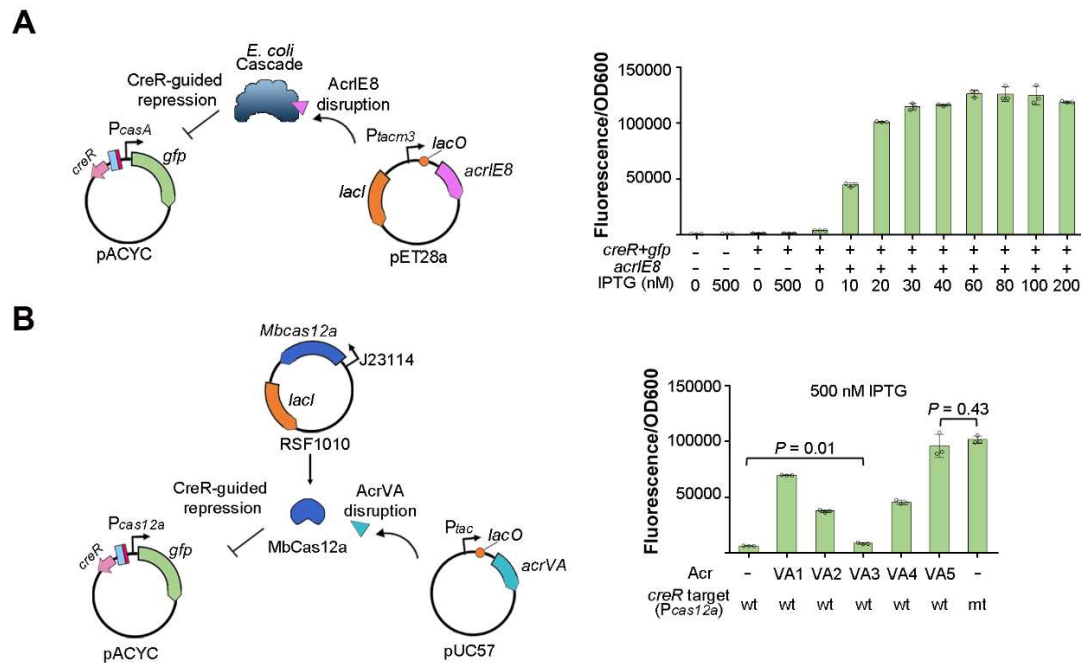 A
E. coli
Cascade
CreR-guided
repression
AcrIE8
disruption
PcasA
creR
gfp
pACYC
Ptacm3
lacO
lacI
acrIE8
pET28a
Fluorescence/OD600
150000
100000
50000
creR+gfp - - + + + + + + + + + + +
acrIE8 - - - - + + + + + + + + +
IPTG (nM) 0 500 0 500 0 10 20 30 40 60 80 100 200
B
Mbcas12a
J23114
lacI
RSF1010
CreR-guided
repression
AcrVA
disruption
MbCas12a
Pcas12a
creR
gfp
pACYC
Ptac
lacO
acrVA
pUC57
Fluorescence/OD600
150000
100000
50000
500 nM IPTG
P = 0.43
P = 0.01
Acr - VA1 VA2 VA3 VA4 VA5 -
creR target
(Pcas12a) wt wt wt wt wt wt mt